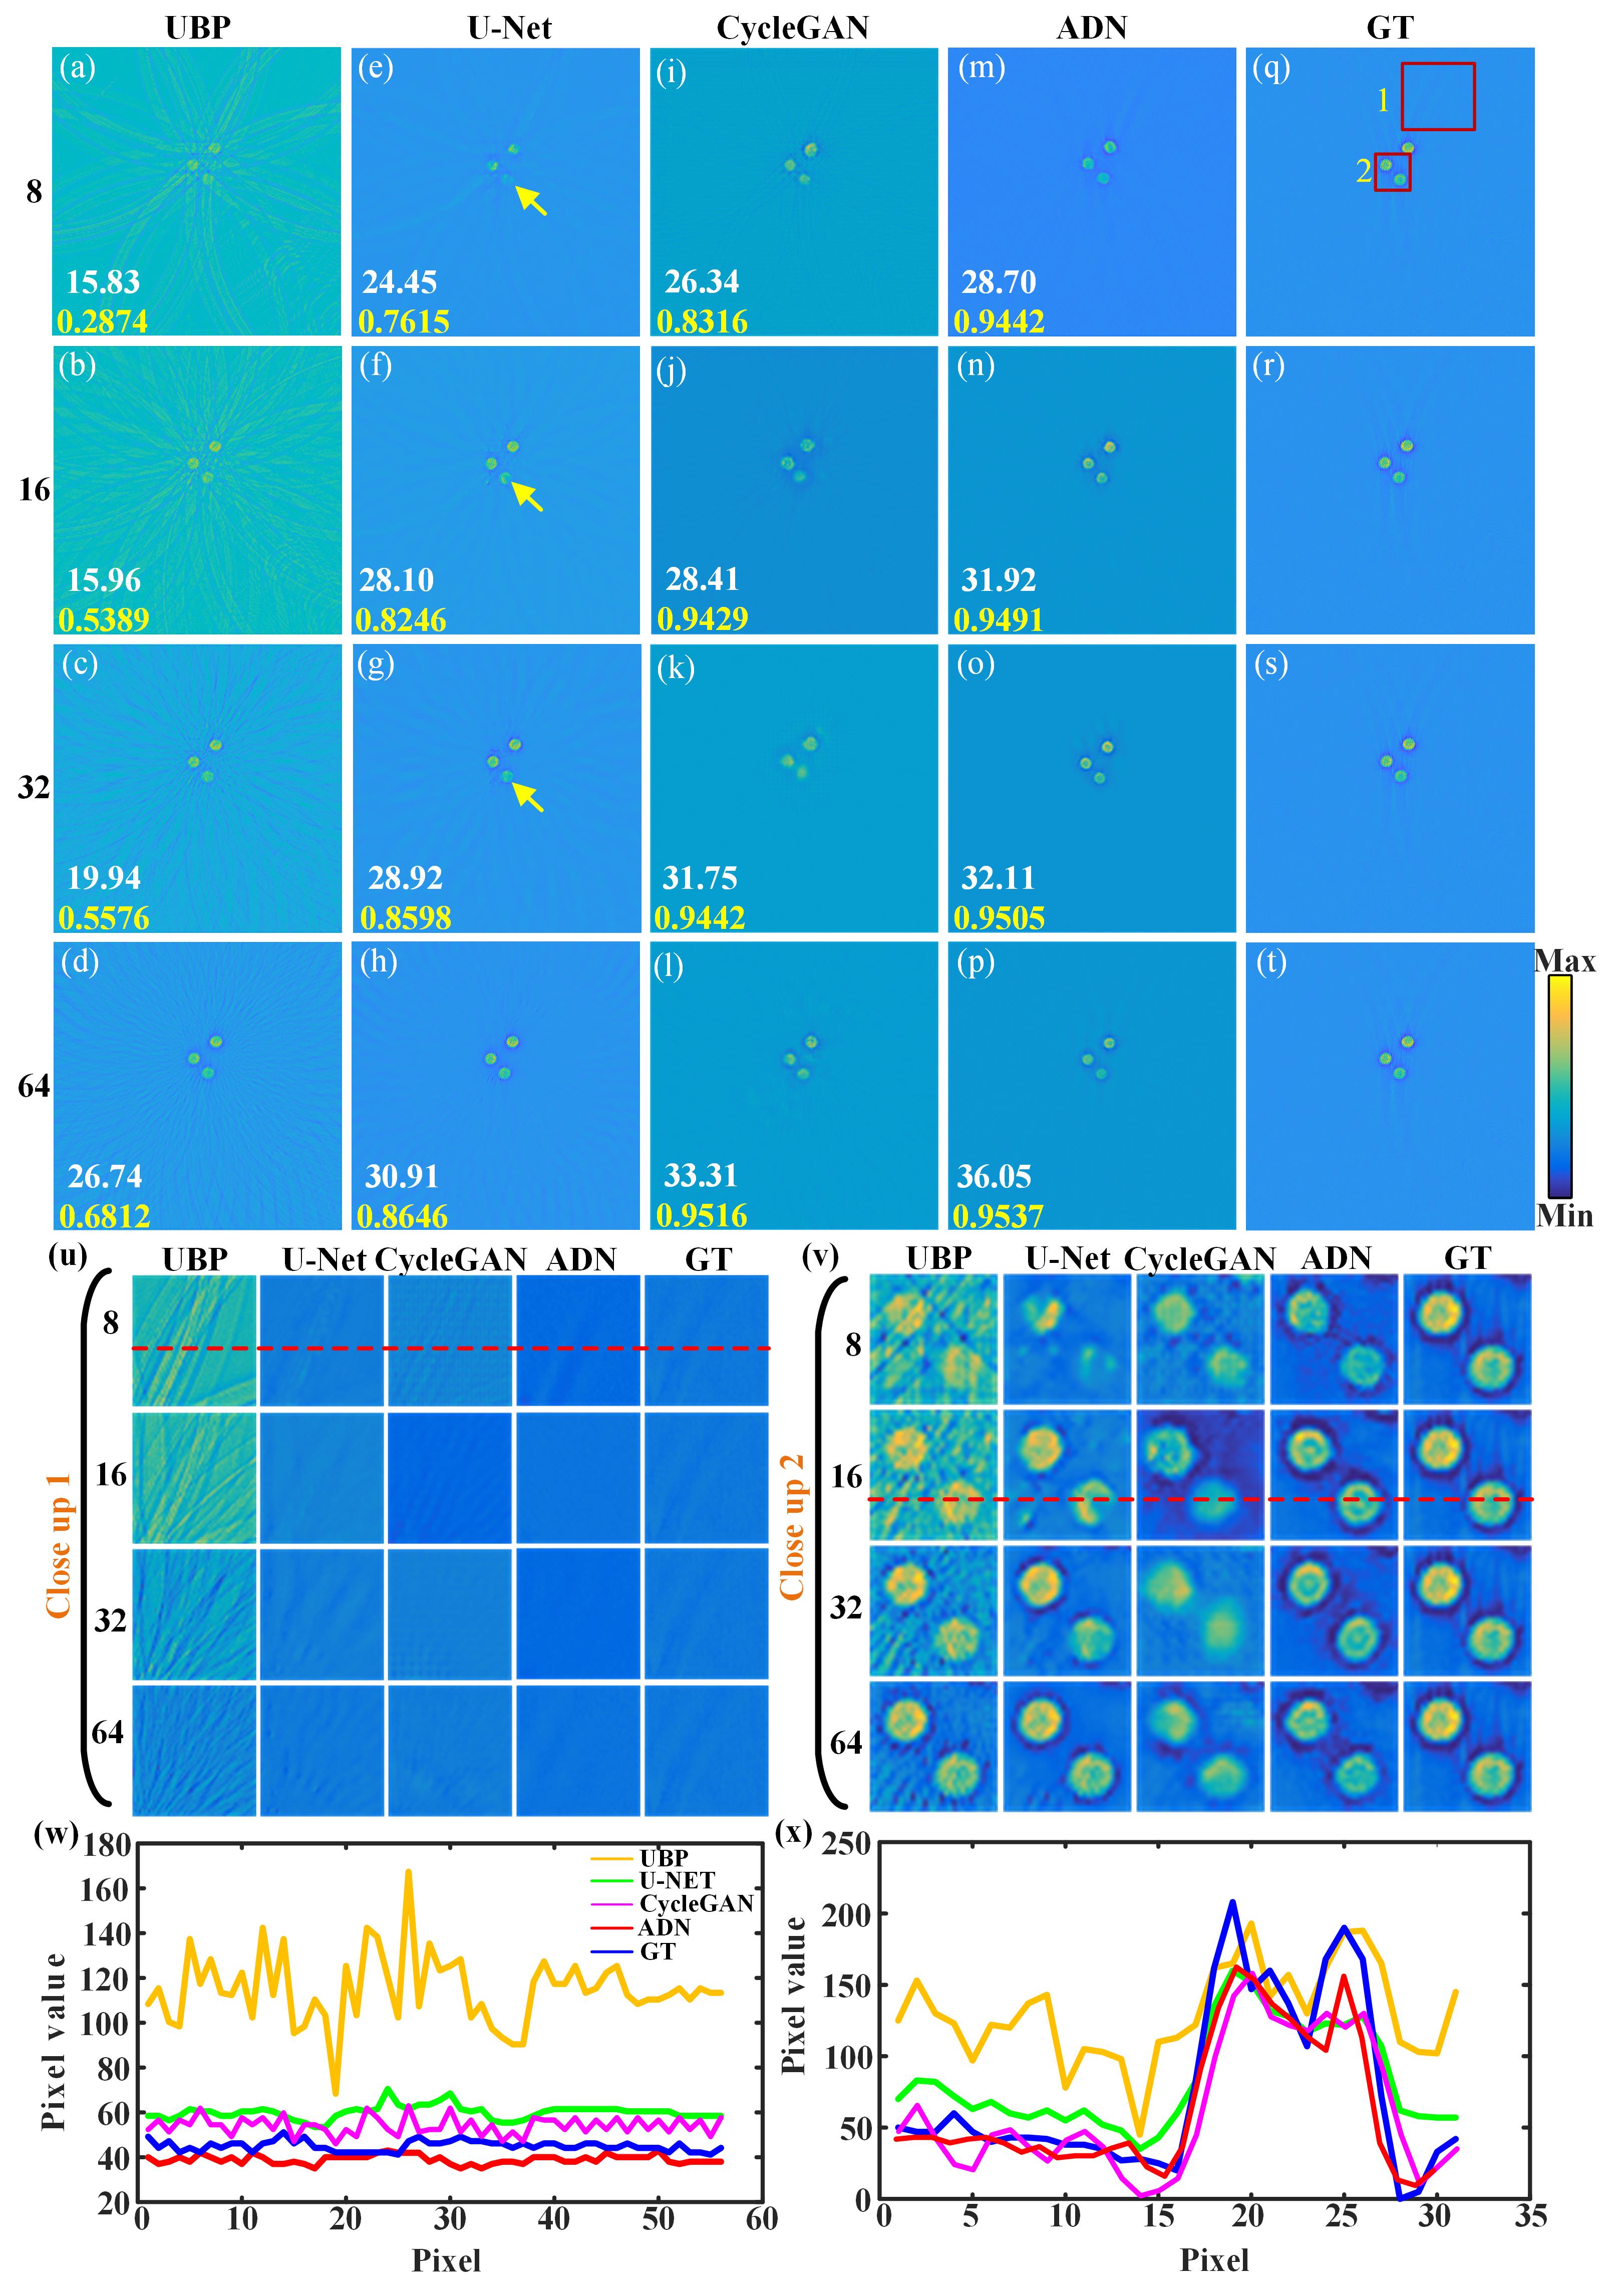 UBP U-Net CycleGAN ADN GT
(a) (e) (i) (m) (q)
1
2
8
15.83 24.45 26.34 28.70
0.2874 0.7615 0.8316 0.9442
(b) (f) (j) (n) (r)
16
15.96 28.10 28.41 31.92
0.5389 0.8246 0.9429 0.9491
(c) (g) (k) (o) (s)
32
19.94 28.92 31.75 32.11
0.5576 0.8598 0.9442 0.9505
(d) (h) (l) (p) (t)
Max
64
26.74 30.91 33.31 36.05
0.6812 0.8646 0.9516 0.9537
Min
(u) UBP U-Net CycleGAN ADN GT
8
16
32
64
Close up 1
(v) UBP U-Net CycleGAN ADN GT
8
16
32
64
Close up 2
(w)
180
160
140
120
100
80
60
40
20
0 10 20 30 40 50 60
Pixel value
Pixel
UBP
U-NET
CycleGAN
ADN
GT
(x)
250
200
150
100
50
0
0 5 10 15 20 25 30 35
Pixel value
Pixel